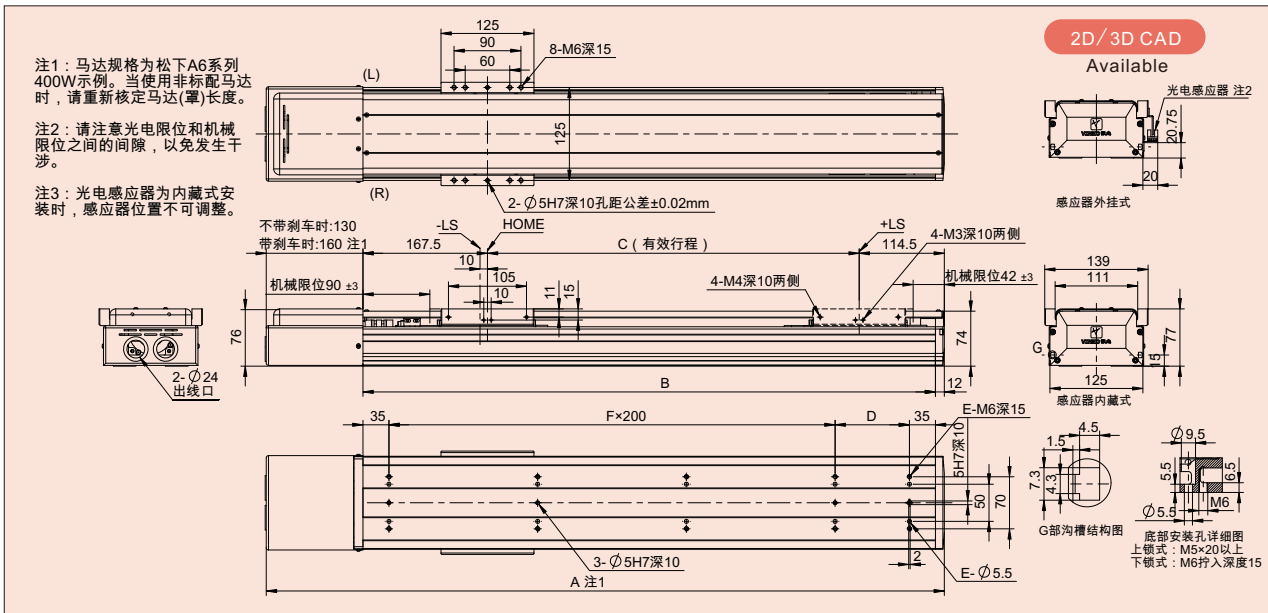 注1：马达规格为松下A6系列
400W示例。当使用非标配马达
时，请重新核定马达(罩)长度。
注2：请注意光电限位和机械
限位之间的间隙，以免发生干
涉。
注3：光电感应器为内藏式安
装时，感应器位置不可调整。
125
90
60
8-M6深15
(L)
(R)
125
2-∅5H7深10孔距公差±0.02mm
2D/3D CAD
Available
光电感应器 注2
20.75
20
感应器外挂式
不带刹车时:130
带刹车时:160 注1
167.5
-LS
HOME
C（有效行程）
+LS
114.5
4-M3深10两侧
10
105
10
11
15
4-M4深10两侧
机械限位90 ±3
机械限位42 ±3
76
74
B
12
2-∅24
出线口
139
111
G
15
77
125
感应器内藏式
35
F×200
D
35
E-M6深15
5H7深10
50
70
2
3-∅5H7深10
E-∅5.5
A 注1
4.5
1.5
7.3
4.3
G部沟槽结构图
∅9.5
5.5
6.5
M6
∅5.5
底部安装孔详细图
上锁式：M5×20以上
下锁式：M6拧入深度15